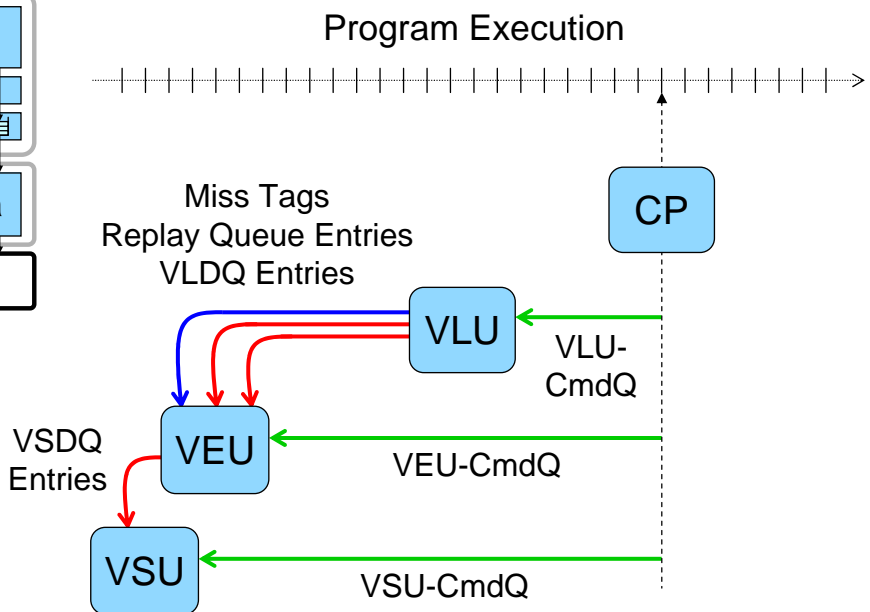 Program Execution
CP
Miss Tags
Replay Queue Entries
VLDQ Entries
VLU
VLU-
CmdQ
VEU
VEU-CmdQ
VSDQ
Entries
VSU
VSU-CmdQ